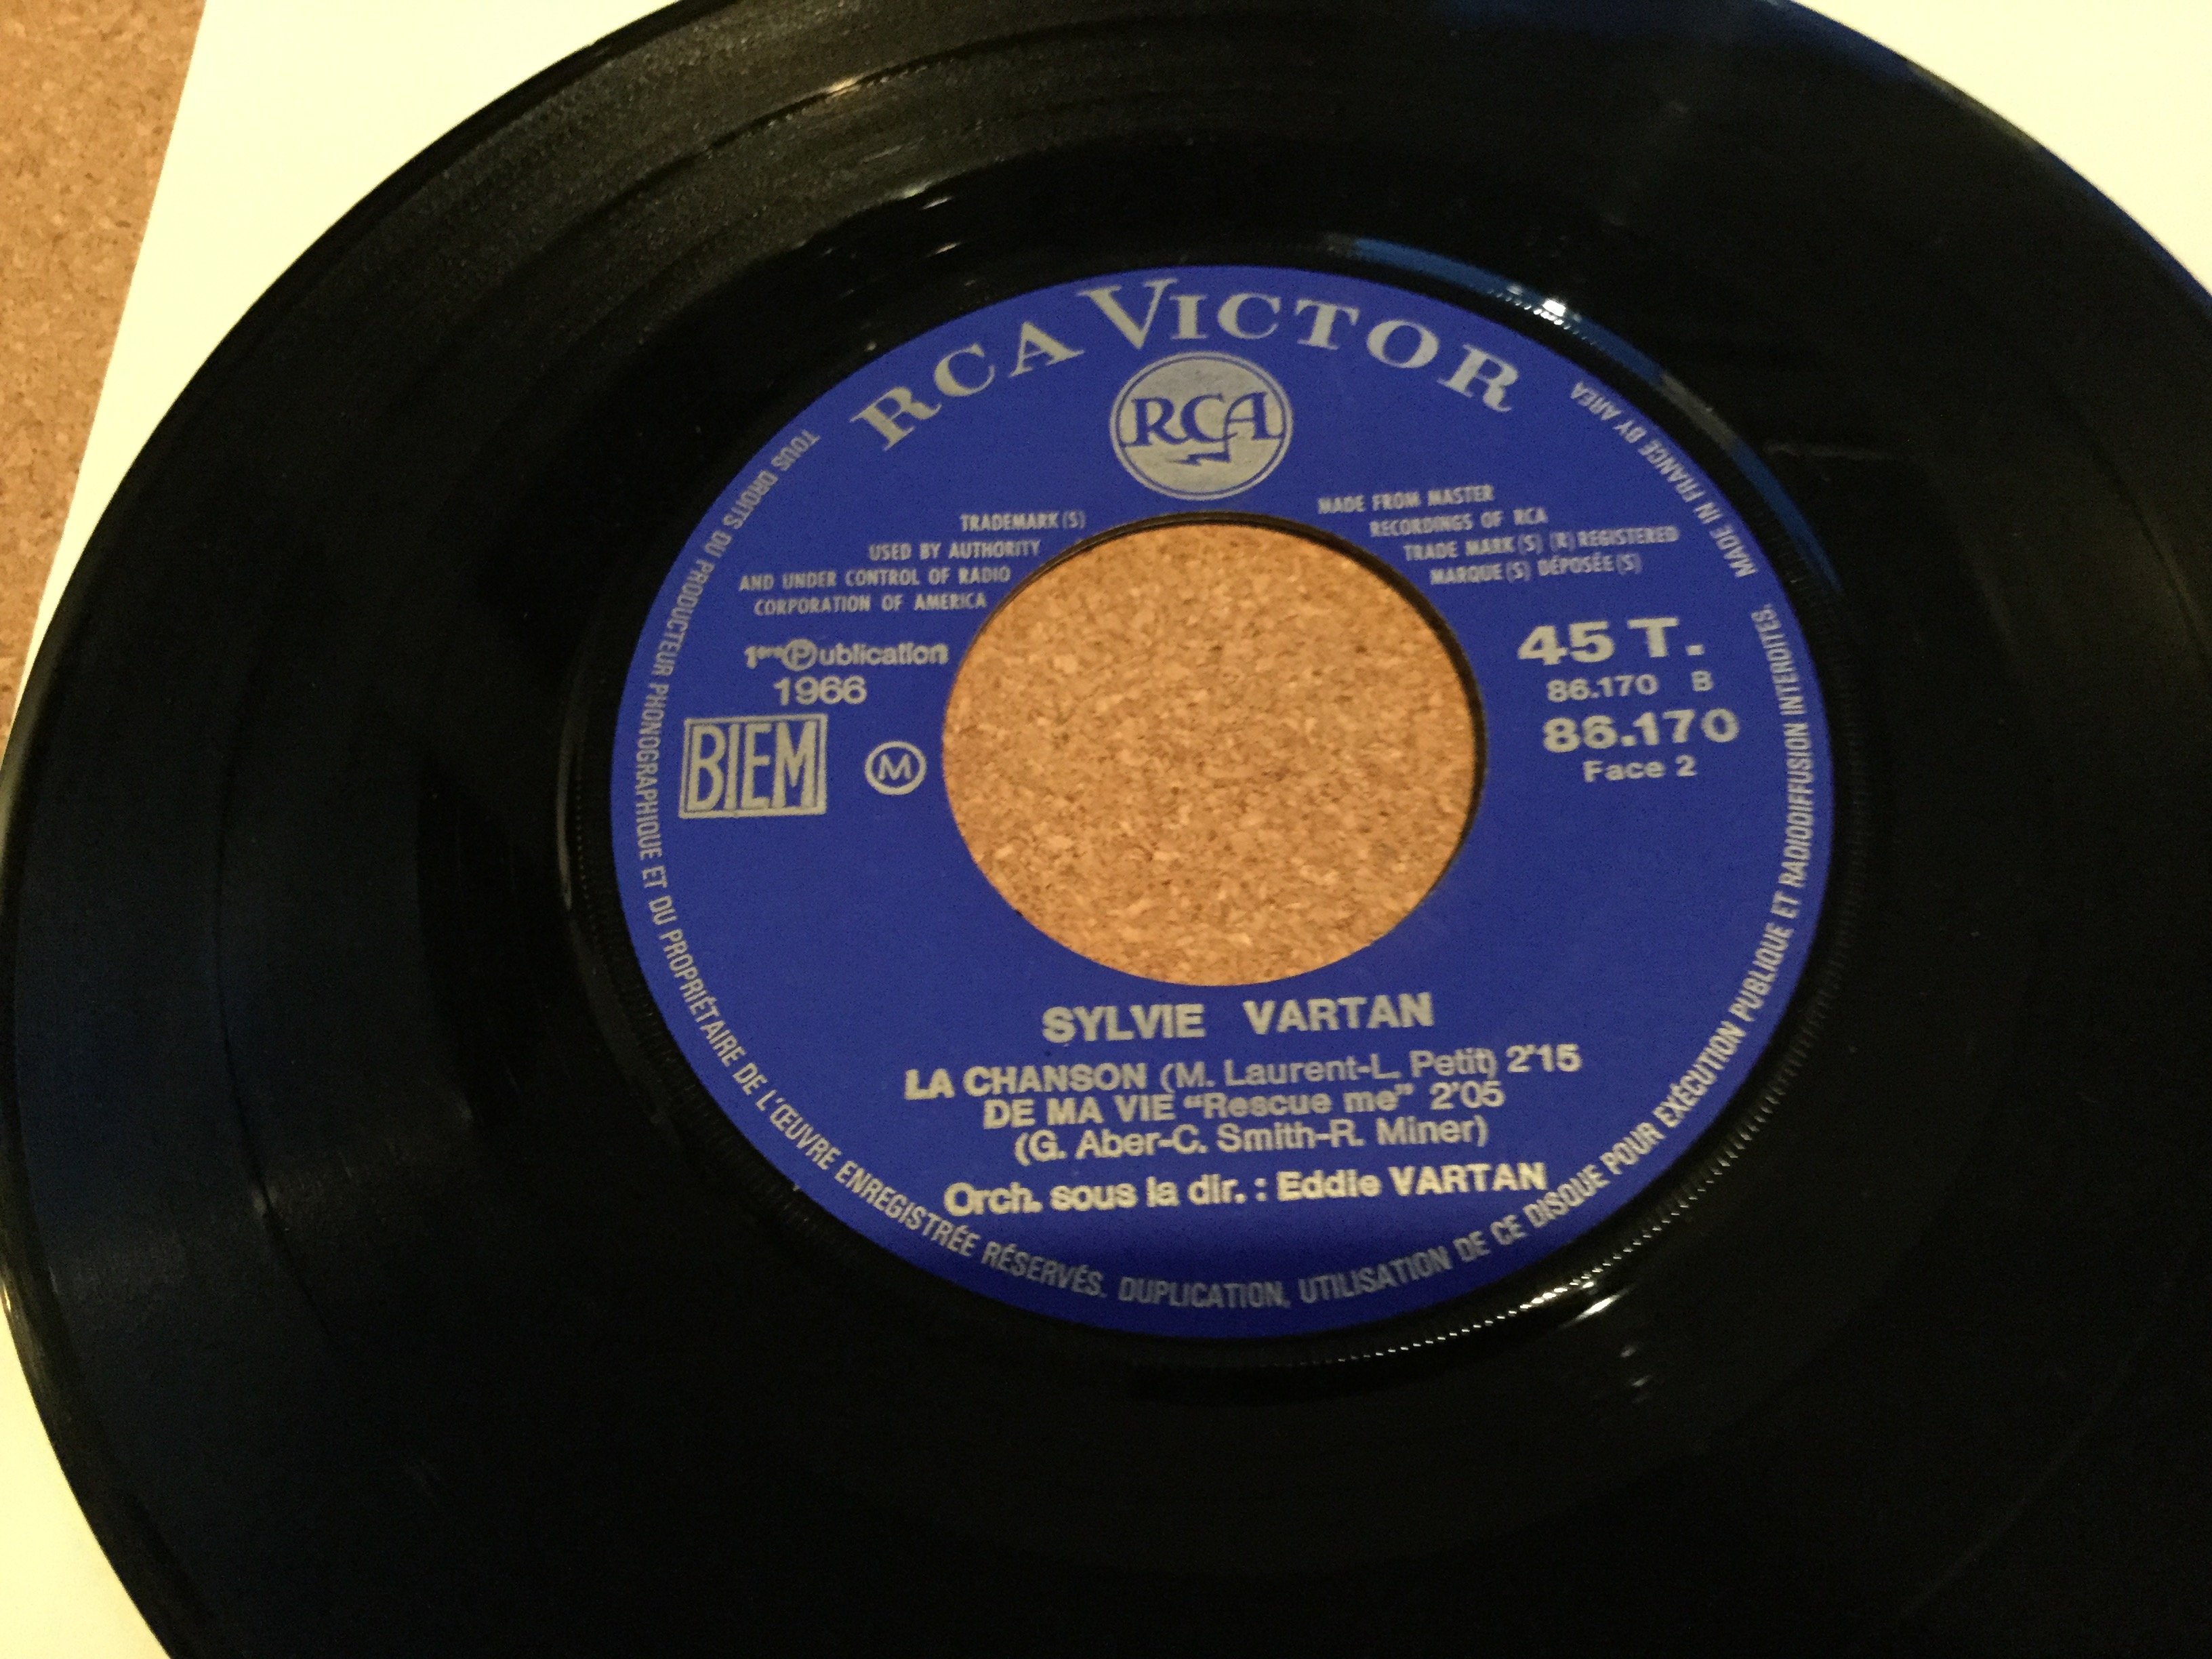 RCA VICTOR
RCA
TRADEMARK(S)
USED BY AUTHORITY
AND UNDER CONTROL OF RADIO
CORPORATION OF AMERICA
MADE FROM MASTER
RECORDINGS OF RCA
TRADE MARK(S) (R) REGISTERED
MARQUE(S) DÉPOSÉE(S)
1ère Ⓟublication
1966
BIEM
M
45 T.
86.170 B
86.170
Face 2
SYLVIE VARTAN
LA CHANSON (M. Laurent-L. Petit) 2'15
DE MA VIE "Rescue me" 2'05
(G. Aber-C. Smith-R. Miner)
Orch. sous la dir. : Eddie VARTAN
TOUS DROITS DU PRODUCTEUR PHONOGRAPHIQUE ET DU PROPRIÉTAIRE DE L'ŒUVRE ENREGISTRÉE RÉSERVÉS. DUPLICATION, UTILISATION DE CE DISQUE POUR EXÉCUTION PUBLIQUE ET RADIODIFFUSION INTERDITES. MADE IN FRANCE BY AREA